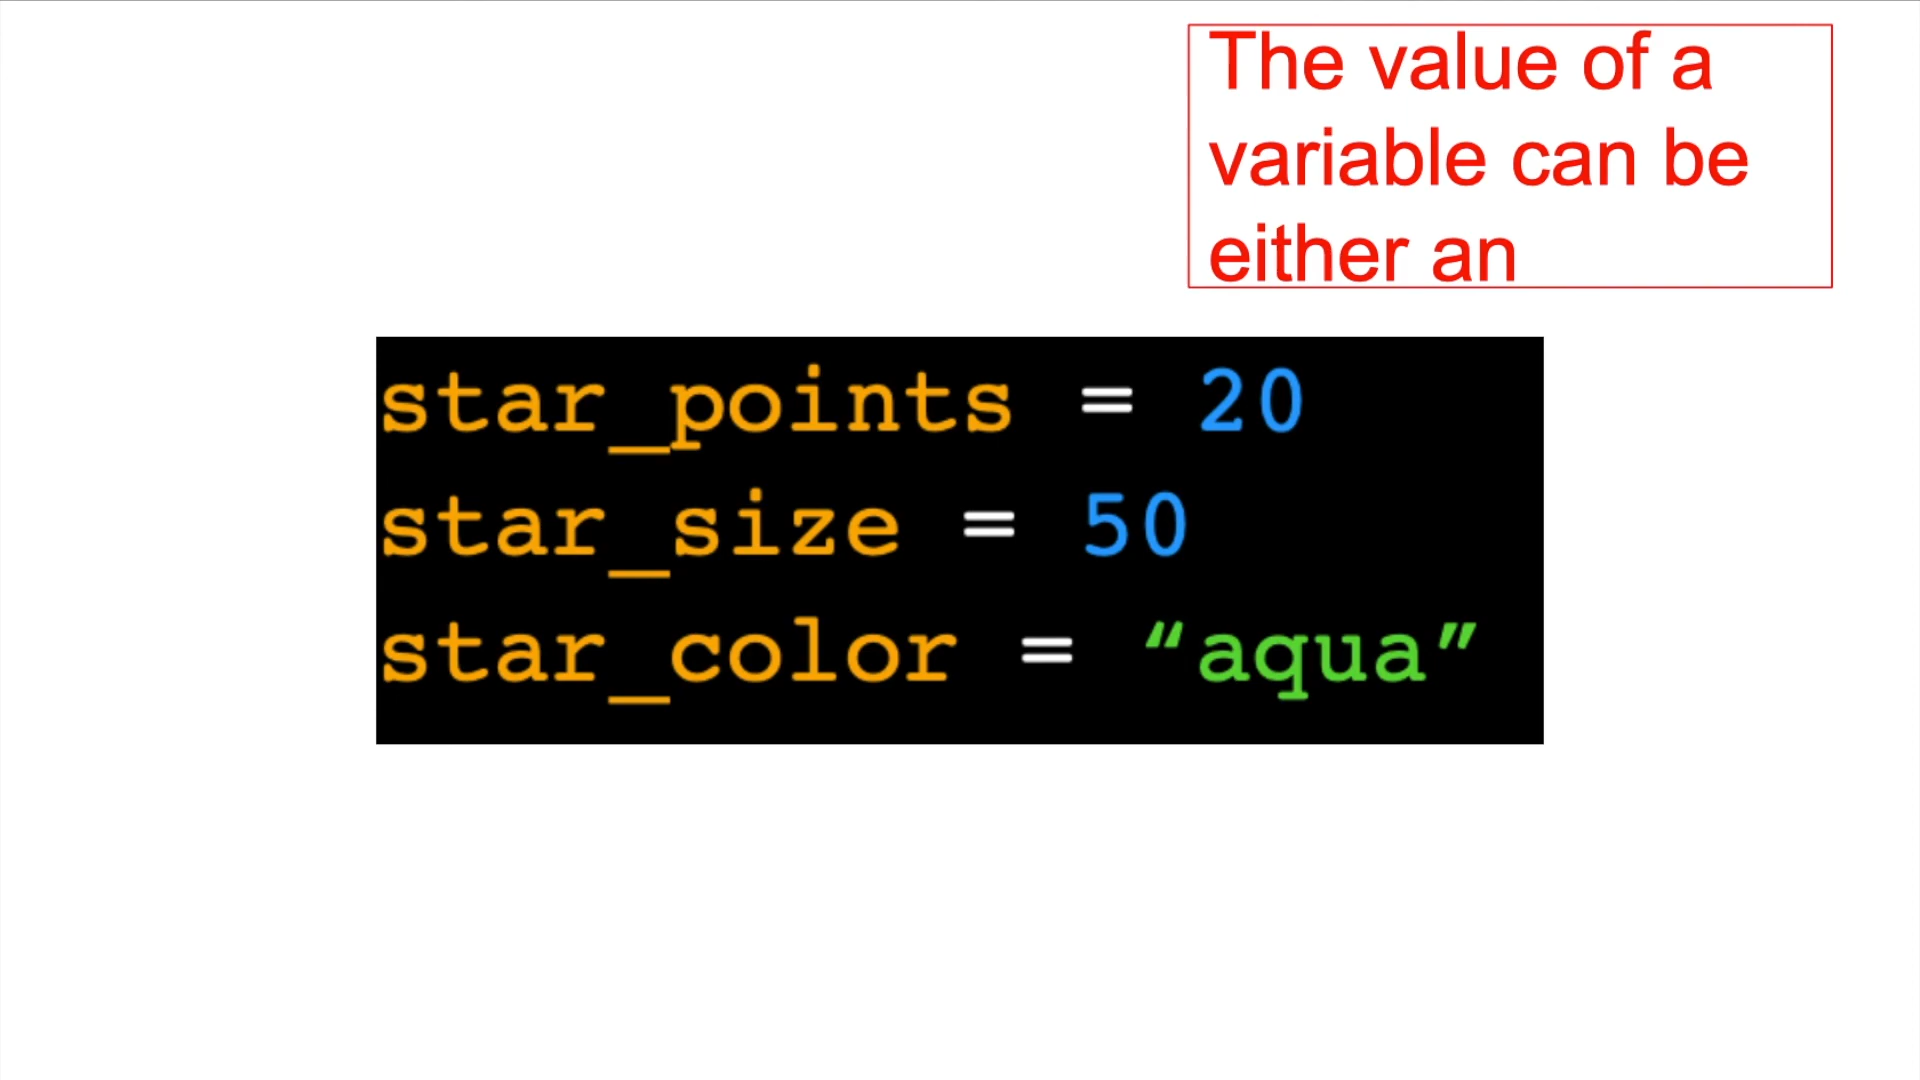 The value of a
variable can be
either an
star_points = 20
star_size = 50
star_color = “aqua”